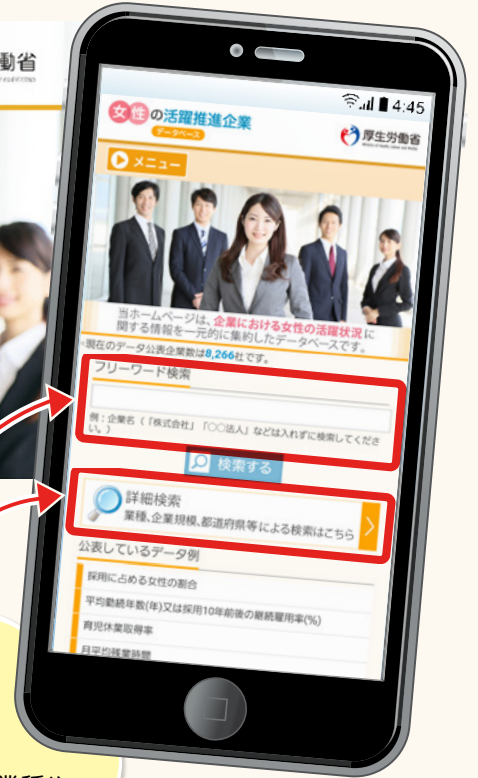 働省
4:45
女性の活躍推進企業
データベース
厚生労働省
メニュー
当ホームページは、企業における女性の活躍状況に
関する情報を一元的に集約したデータベースです。
*現在のデータ公表企業数は8,266社です。
フリーワード検索
例：企業名（「株式会社」「○○法人」などは入れずに検索してくださ
い。）
検索する
詳細検索
業種、企業規模、都道府県等による検索はこちら
公表しているデータ例
採用に占める女性の割合
平均勤続年数(年)又は採用10年前後の継続雇用率(%)
育児休業取得率
月平均残業時間